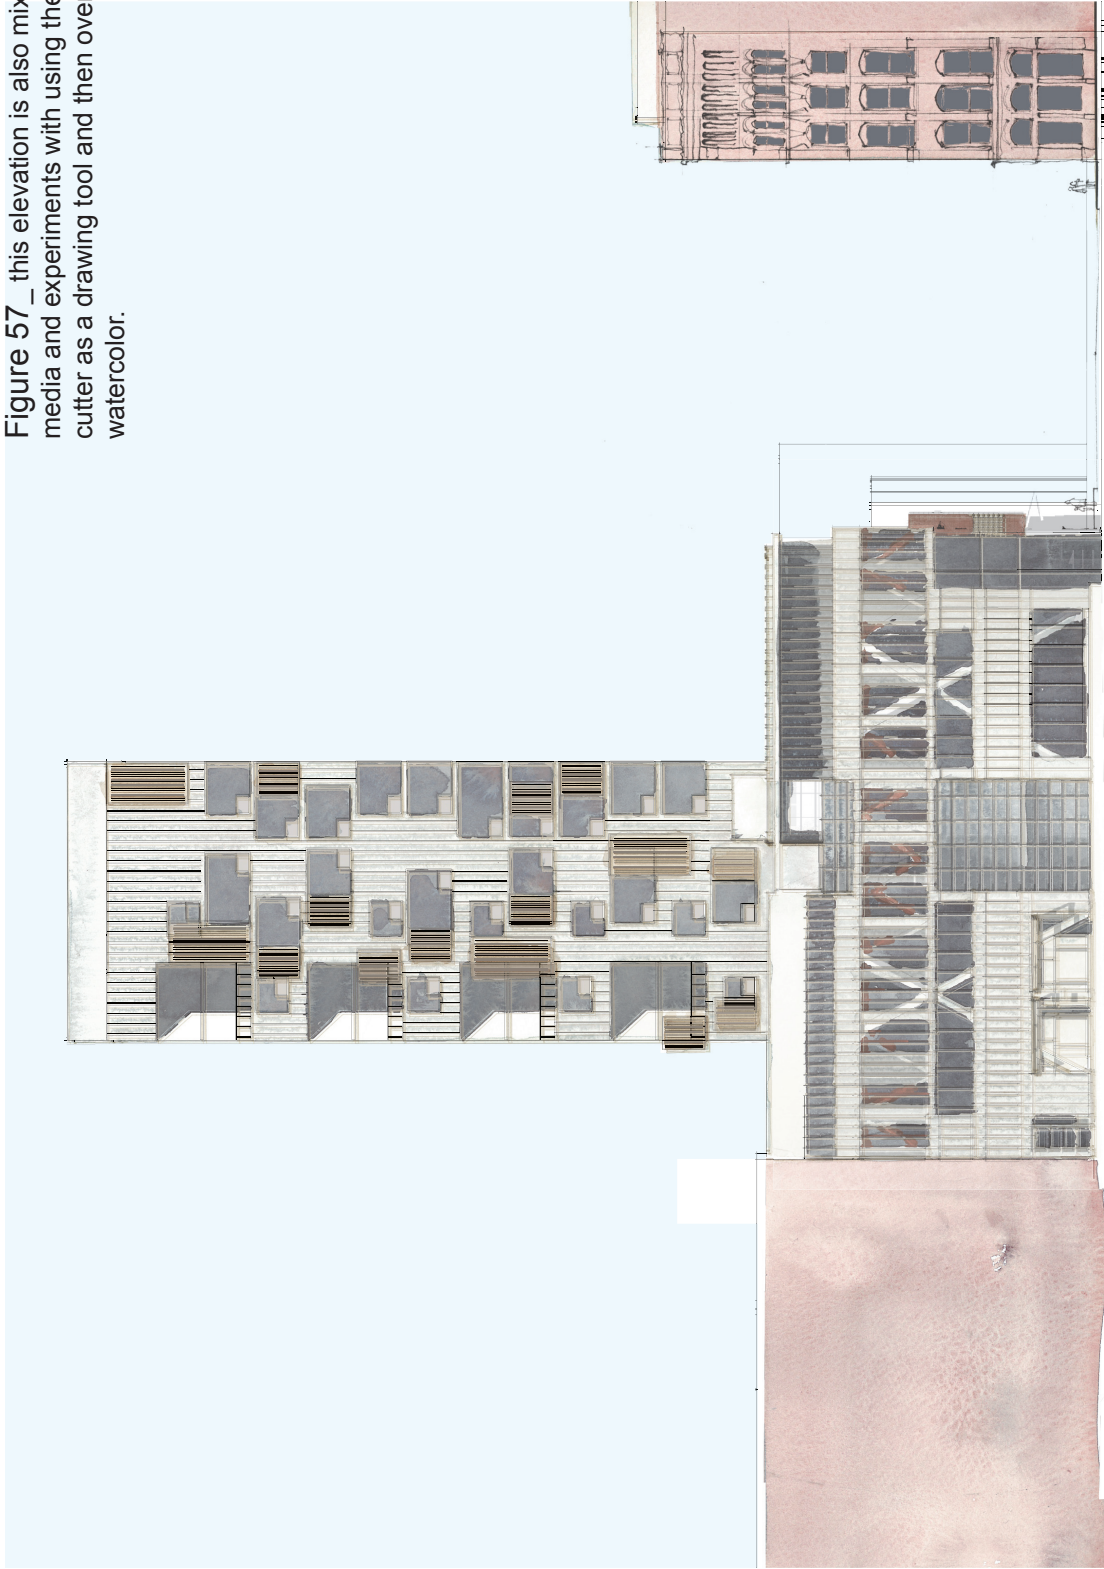 Figure 57_ this elevation is also mix
media and experiments with using the
cutter as a drawing tool and then over
watercolor.